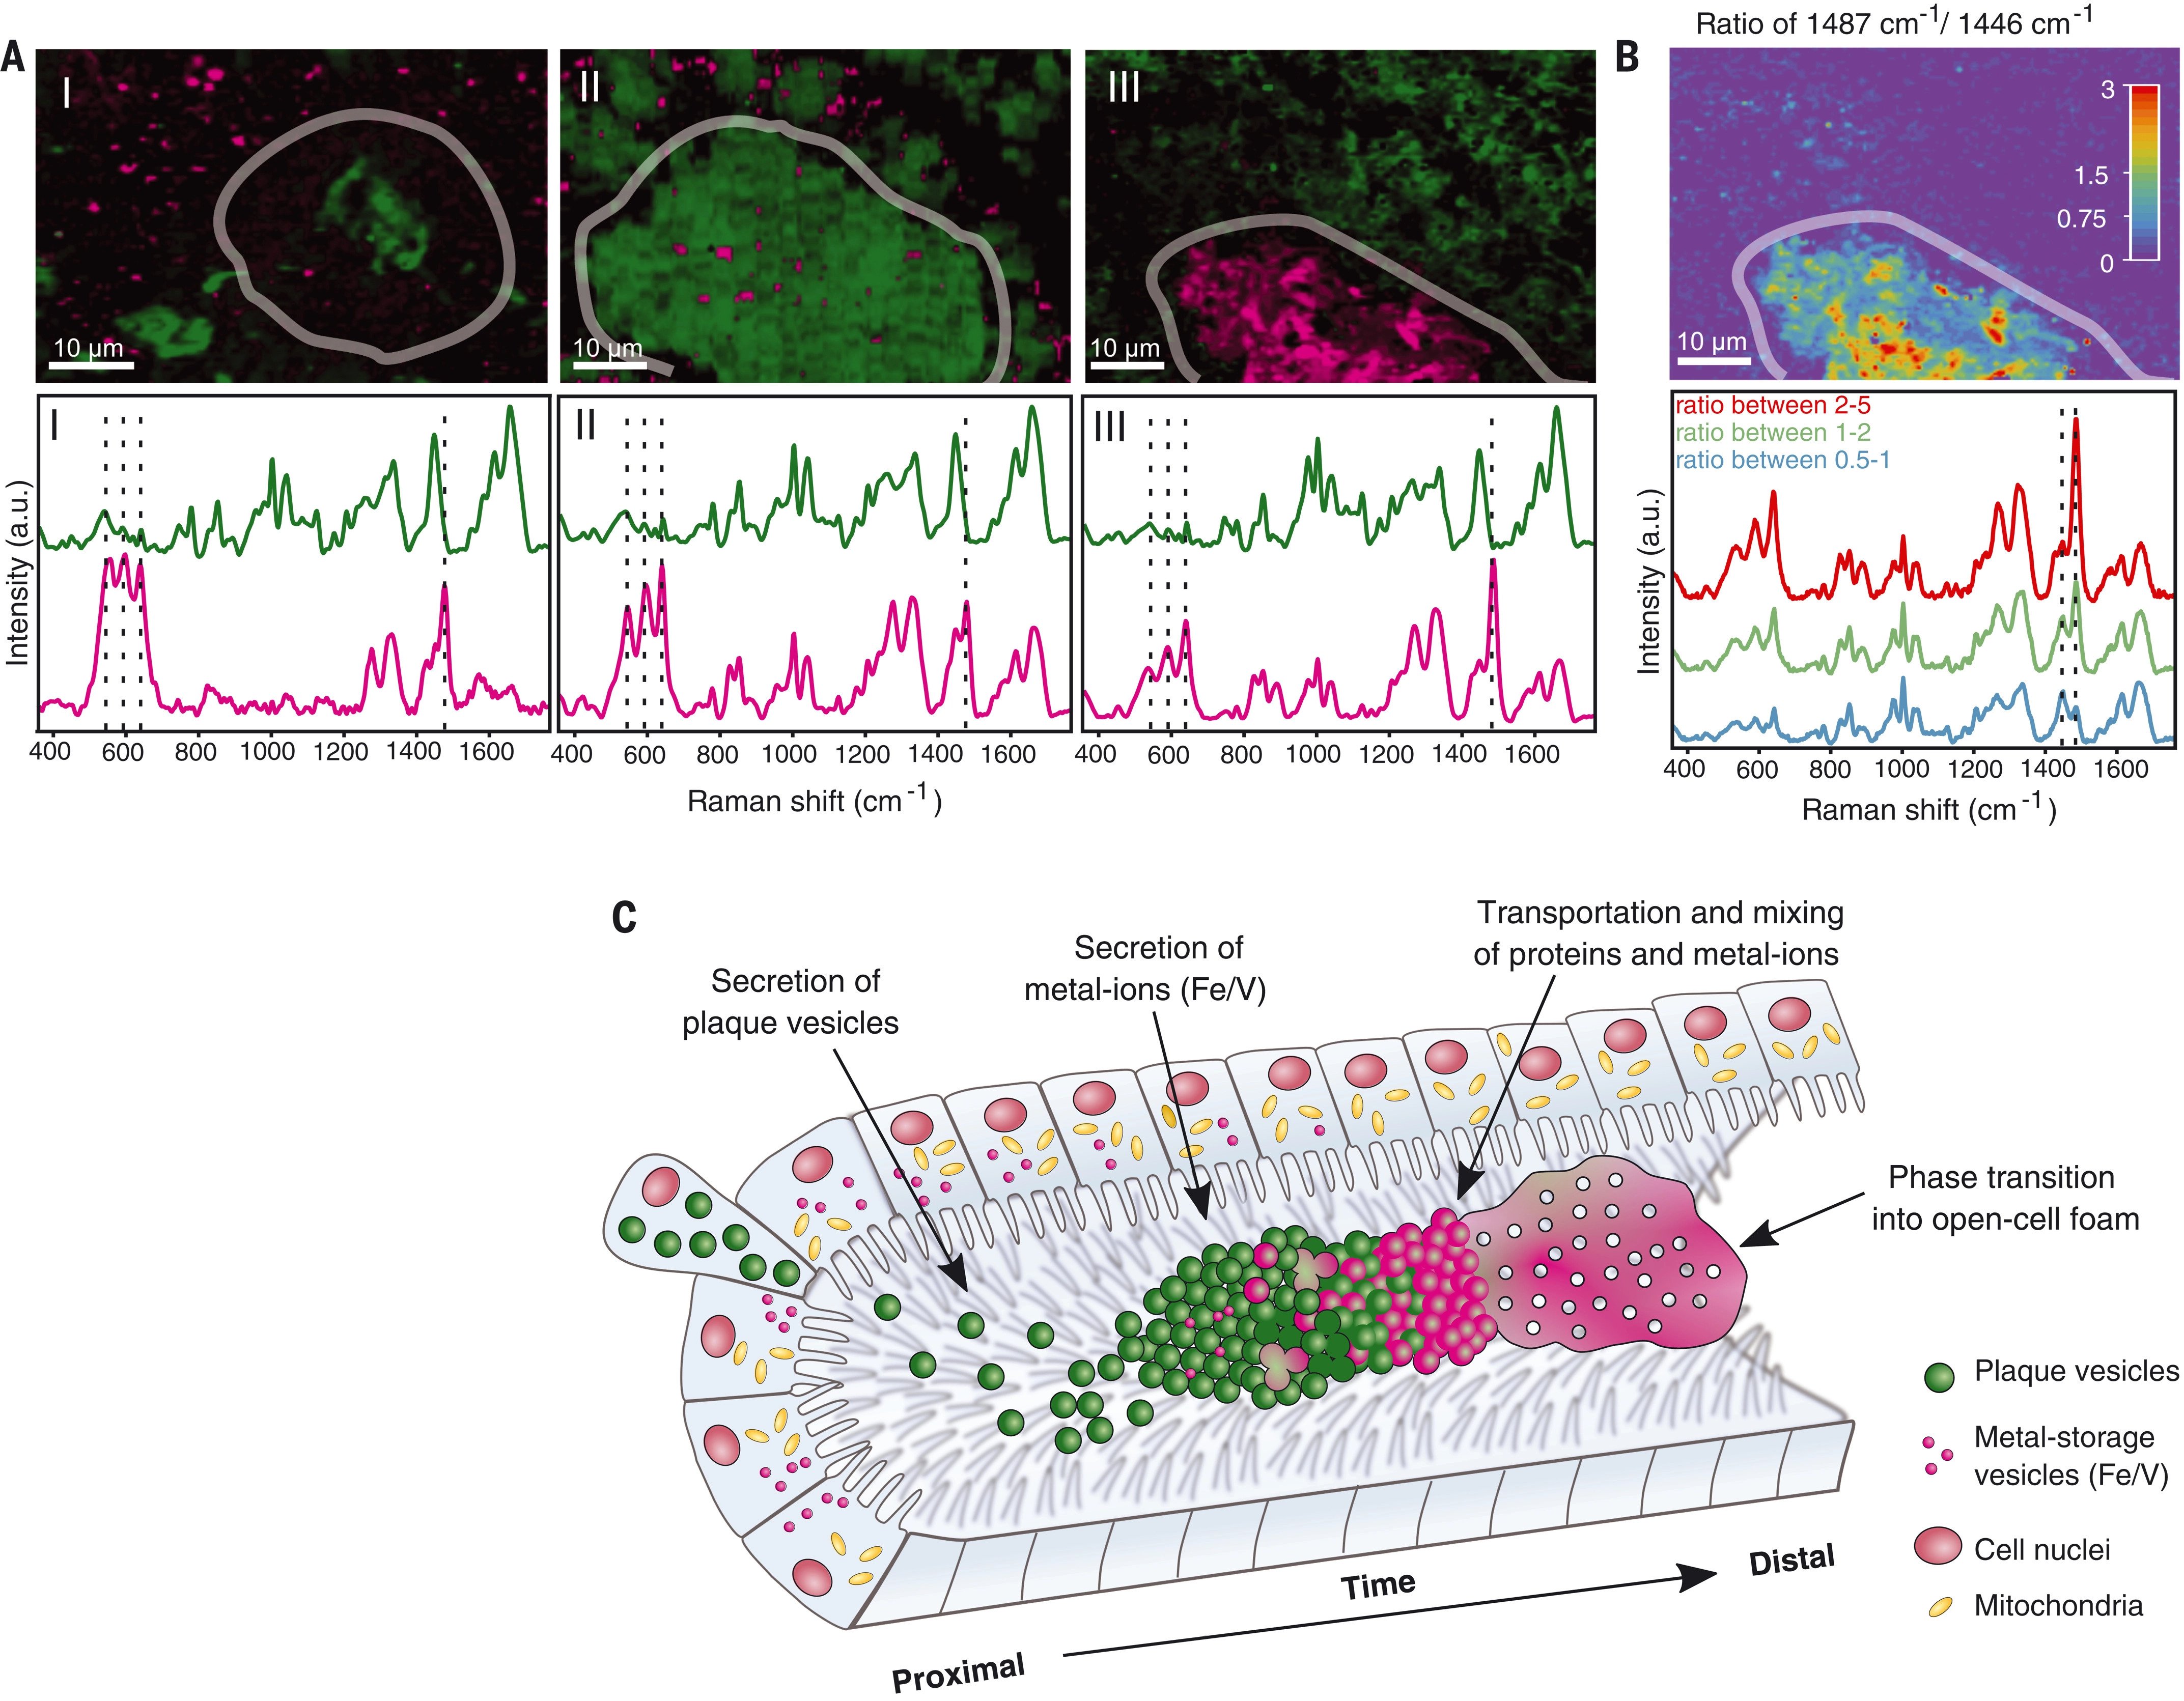 A
I
II
III
10 µm
10 µm
10 µm
I
II
III
Intensity (a.u.)
400 600 800 1000 1200 1400 1600
400 600 800 1000 1200 1400 1600
400 600 800 1000 1200 1400 1600
Raman shift (cm⁻¹)
B
Ratio of 1487 cm⁻¹/ 1446 cm⁻¹
3
1.5
0.75
0
10 µm
ratio between 2-5
ratio between 1-2
ratio between 0.5-1
Intensity (a.u.)
400 600 800 1000 1200 1400 1600
Raman shift (cm⁻¹)
C
Secretion of
plaque vesicles
Secretion of
metal-ions (Fe/V)
Transportation and mixing
of proteins and metal-ions
Phase transition
into open-cell foam
Plaque vesicles
Metal-storage
vesicles (Fe/V)
Cell nuclei
Mitochondria
Proximal
Time
Distal